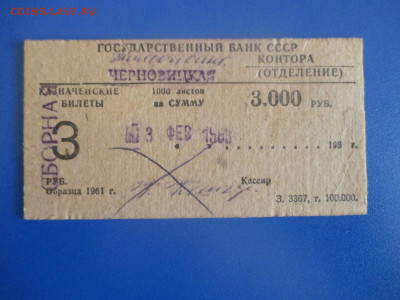 COINS.LAVE.RU
ГОСУДАРСТВЕННЫЙ БАНК СССР
ЧЕРНОВИЦКАЯ
КОНТОРА
(ОТДЕЛЕНИЕ)
КАЗНАЧЕЙСКИЕ БИЛЕТЫ
1000 листов на СУММУ
3.000 РУБ.
СБОРНАЯ
3
3 ФЕВ
198 г.
РУБ.
Образца 1961 г.
Кассир
З. 3367, т. 100.000.